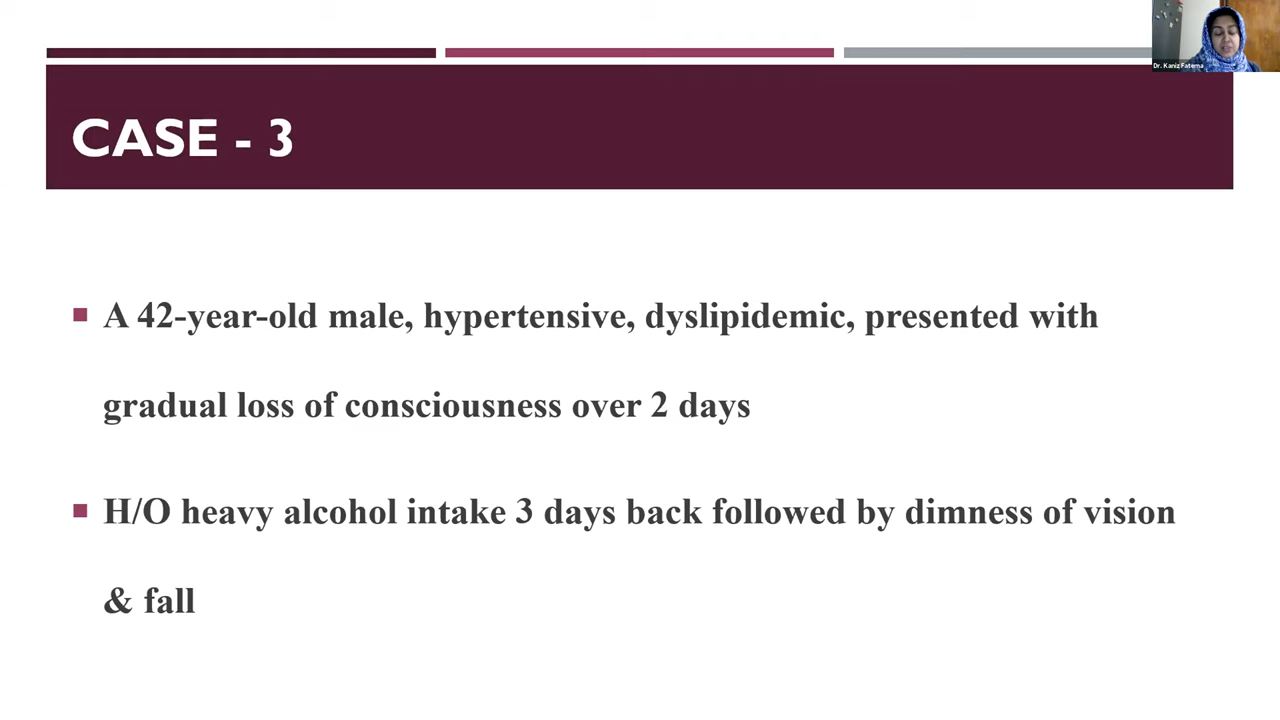 Dr. Kaniz Fatema
CASE - 3
A 42-year-old male, hypertensive, dyslipidemic, presented with
gradual loss of consciousness over 2 days
H/O heavy alcohol intake 3 days back followed by dimness of vision
& fall